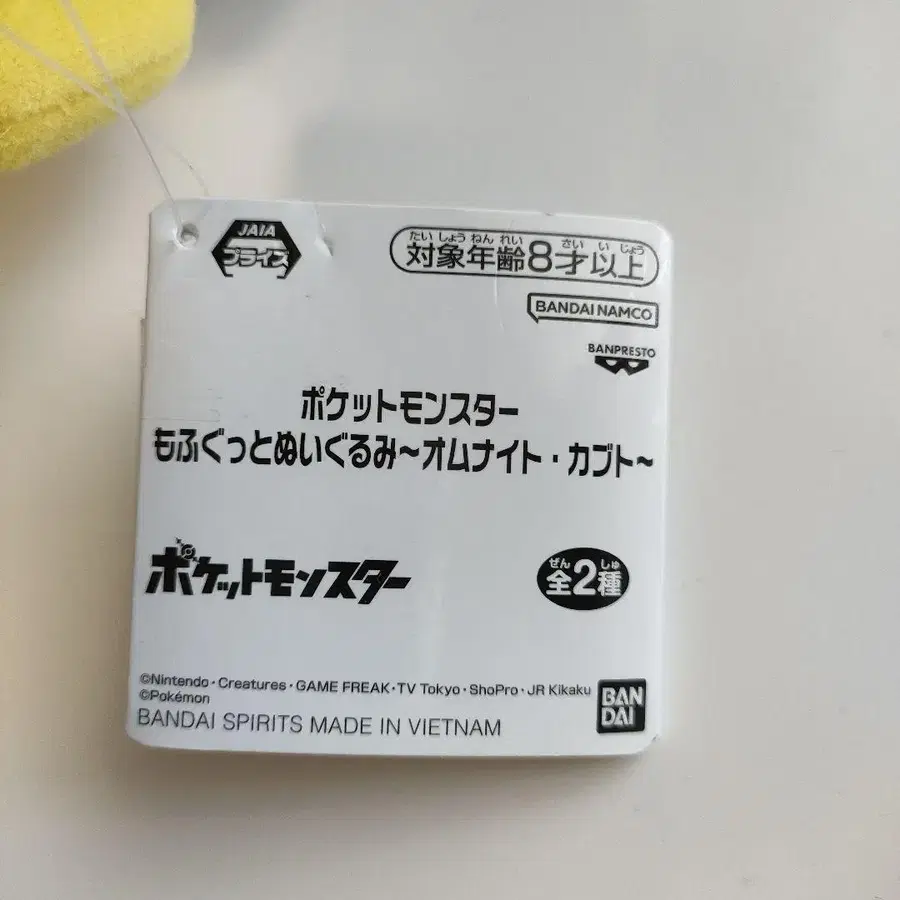 JAIA
プライズ
たいしょうねんれい さいいじょう
対象年齢8才以上
BANDAI NAMCO
BANPRESTO
ポケットモンスター
もふぐっとぬいぐるみ~オムナイト・カブト~
ポケットモンスター
ぜん しゅ
全2種
©Nintendo・Creatures・GAME FREAK・TV Tokyo・ShoPro・JR Kikaku
©Pokémon
BANDAI SPIRITS MADE IN VIETNAM
BAN
DAI